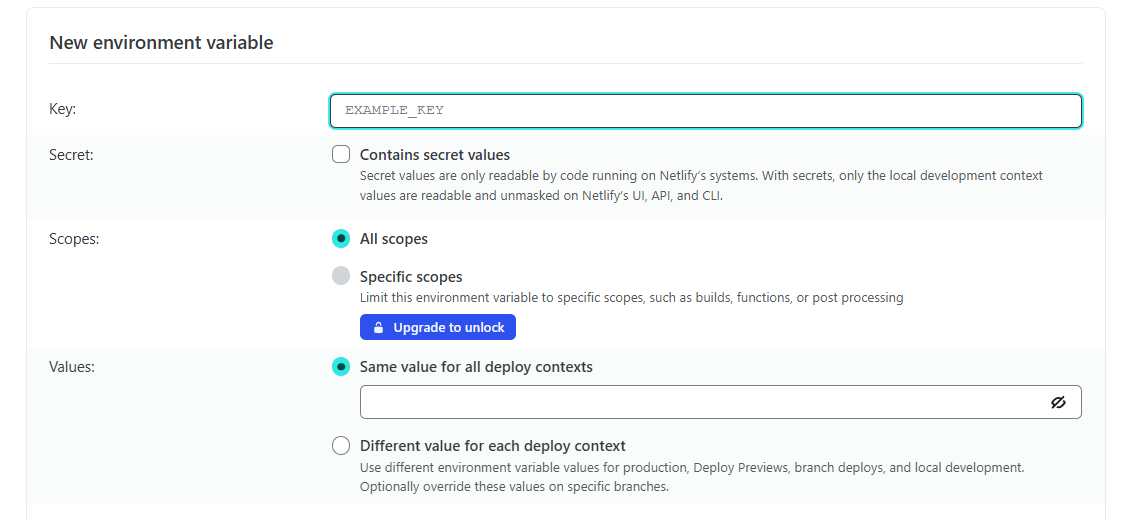 New environment variable
Key:
EXAMPLE_KEY
Secret:
Contains secret values
Secret values are only readable by code running on Netlify's systems. With secrets, only the local development context
values are readable and unmasked on Netlify's UI, API, and CLI.
Scopes:
All scopes
Specific scopes
Limit this environment variable to specific scopes, such as builds, functions, or post processing
Upgrade to unlock
Values:
Same value for all deploy contexts
Different value for each deploy context
Use different environment variable values for production, Deploy Previews, branch deploys, and local development.
Optionally override these values on specific branches.